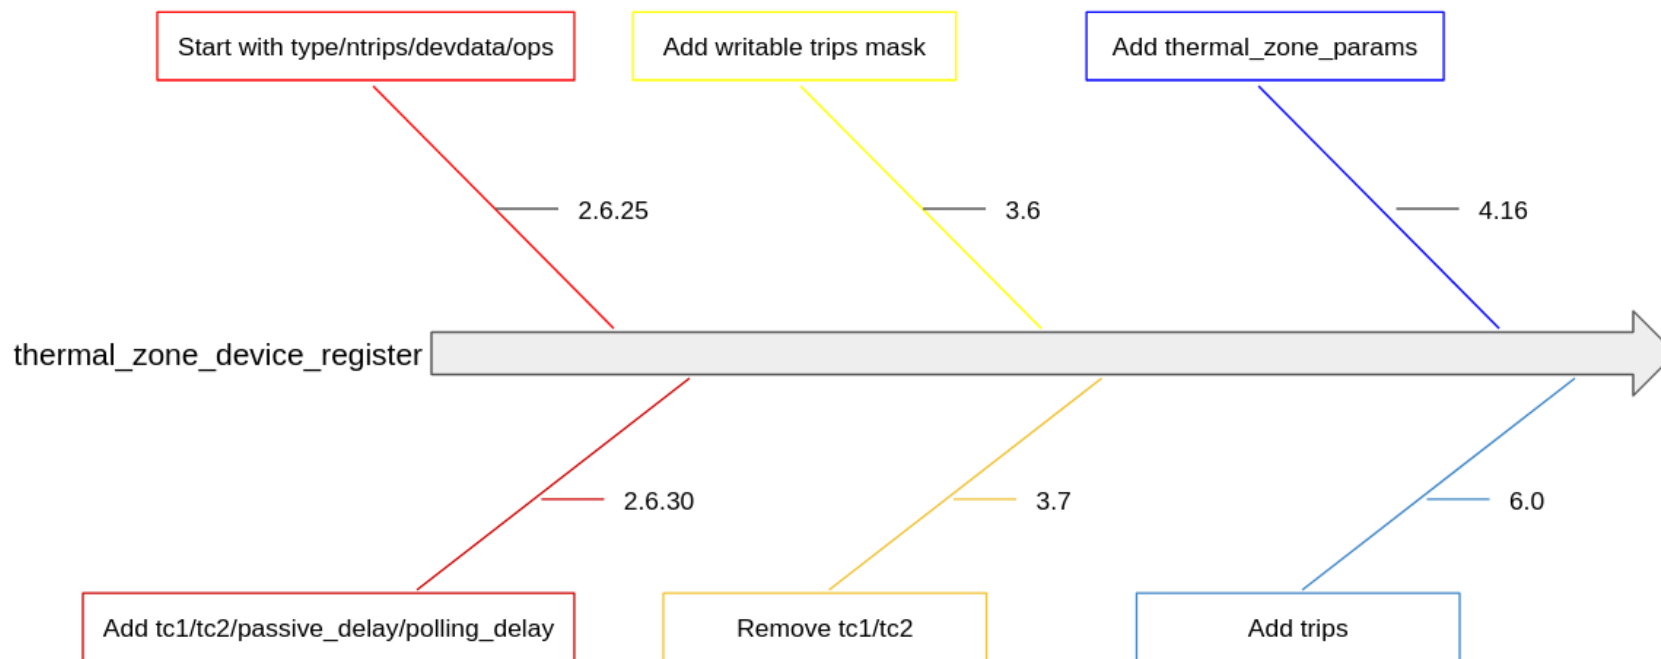 Start with type/ntrips/devdata/ops
Add writable trips mask
Add thermal_zone_params
2.6.25
3.6
4.16
thermal_zone_device_register
2.6.30
3.7
6.0
Add tc1/tc2/passive_delay/polling_delay
Remove tc1/tc2
Add trips